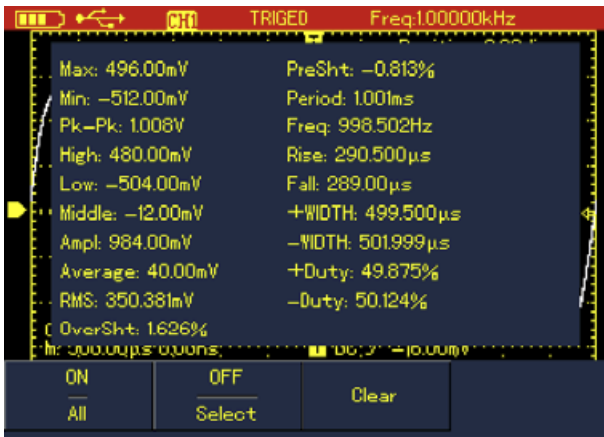 CH1 TRIGED Freq:1.00000kHz
Max: 496.00mV PreSht: -0.813%
Min: -512.00mV Period: 1.001ms
Pk-Pk: 1.008V Freq: 998.502Hz
High: 480.00mV Rise: 290.500µs
Low: -504.00mV Fall: 289.00µs
Middle: -12.00mV +WIDTH: 499.500µs
Ampl: 984.00mV -WIDTH: 501.999µs
Average: 40.00mV +Duty: 49.875%
RMS: 350.381mV -Duty: 50.124%
OverSht: 1.626%
ON OFF Clear
All Select